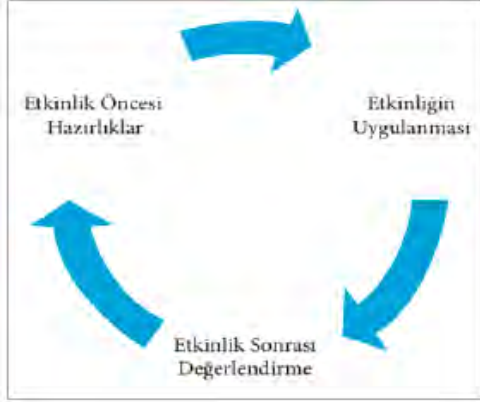 Etkinlik Öncesi
Hazırlıklar
Etkinliğin
Uygulanması
Etkinlik Sonrası
Değerlendirme